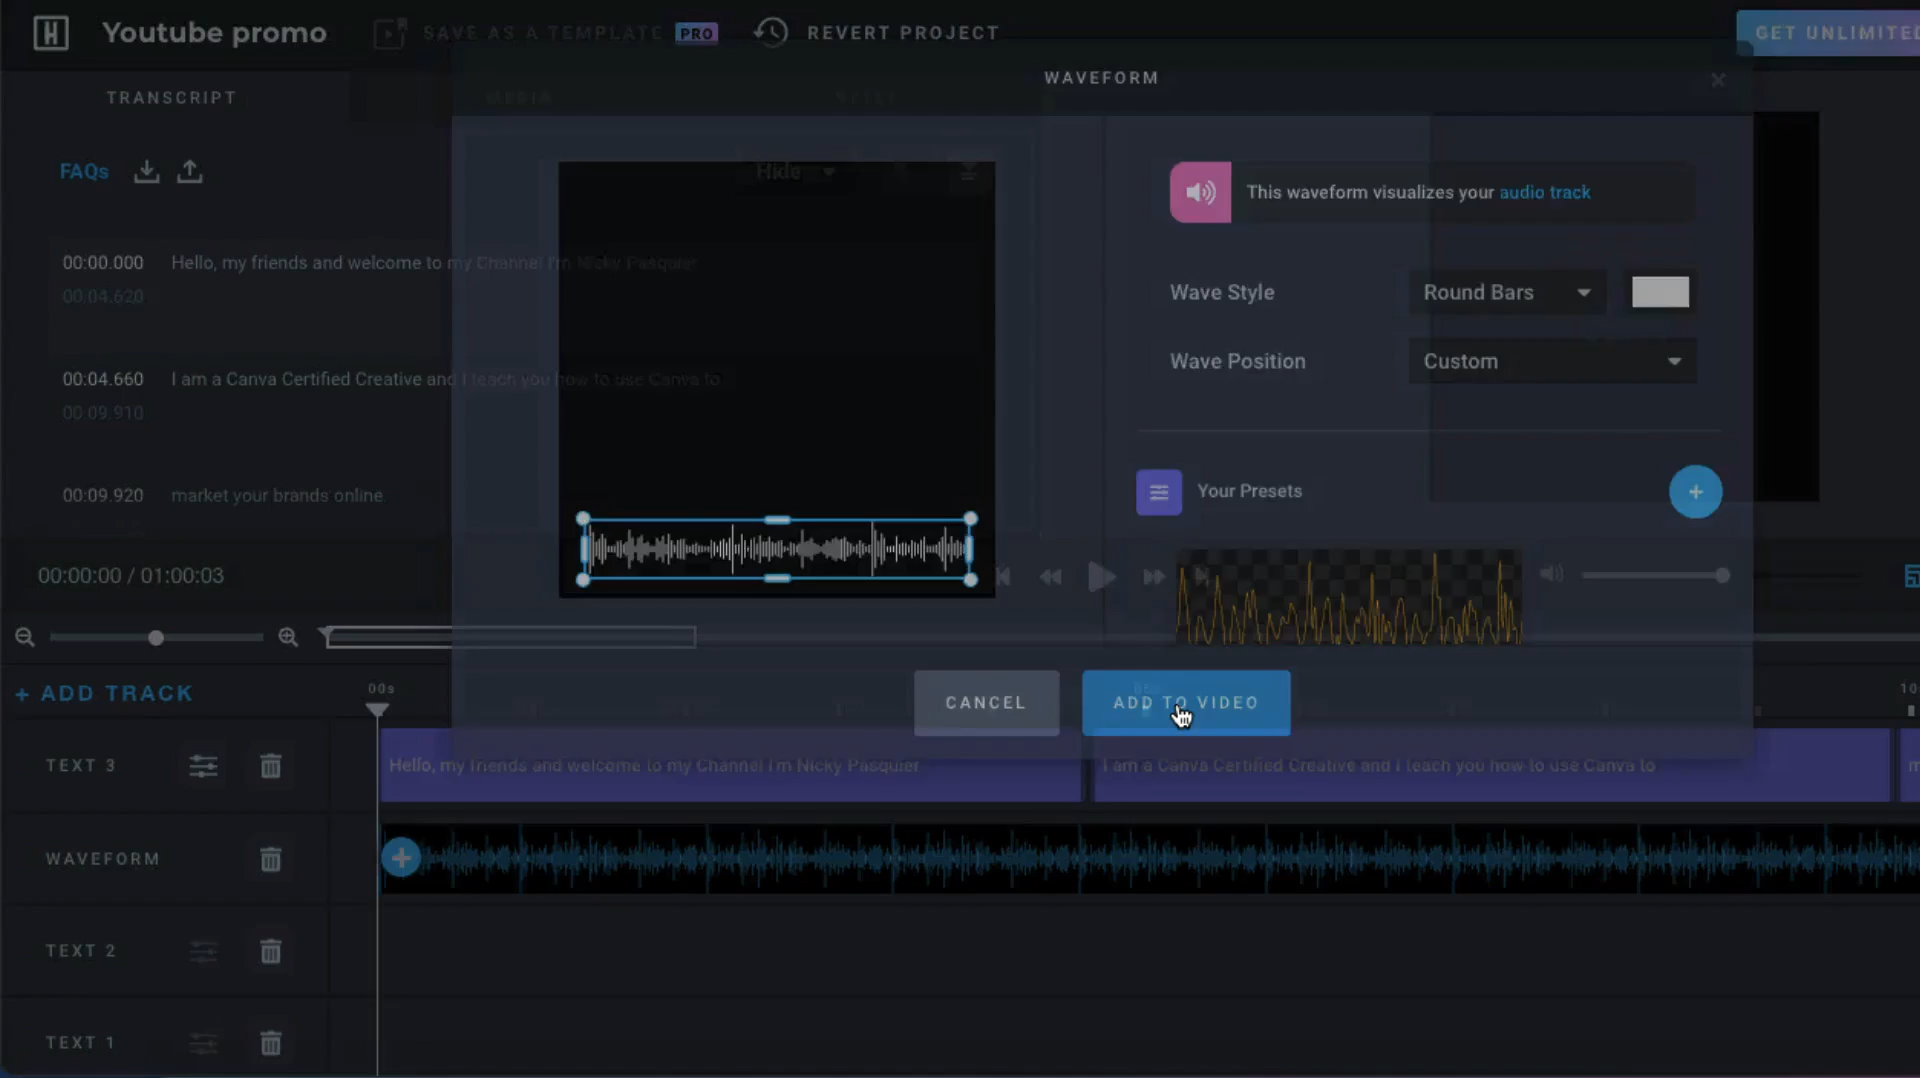 H Youtube promo SAVE AS A TEMPLATE PRO REVERT PROJECT GET UNLIMITED
WAVEFORM
TRANSCRIPT MEDIA STYLE
FAQs Hide This waveform visualizes your audio track
00:00.000 Hello, my friends and welcome to my Channel I'm Nicky Pasquier
00:04.620
Wave Style Round Bars
Wave Position Custom
00:04.660 I am a Canva Certified Creative and I teach you how to use Canva to
00:09.910
00:09.920 market your brands online.
Your Presets
00:00:00 / 01:00:03
+ ADD TRACK 00s CANCEL ADD TO VIDEO
TEXT 3 Hello, my friends and welcome to my Channel I'm Nicky Pasquier I am a Canva Certified Creative and I teach you how to use Canva to
WAVEFORM
TEXT 2
TEXT 1